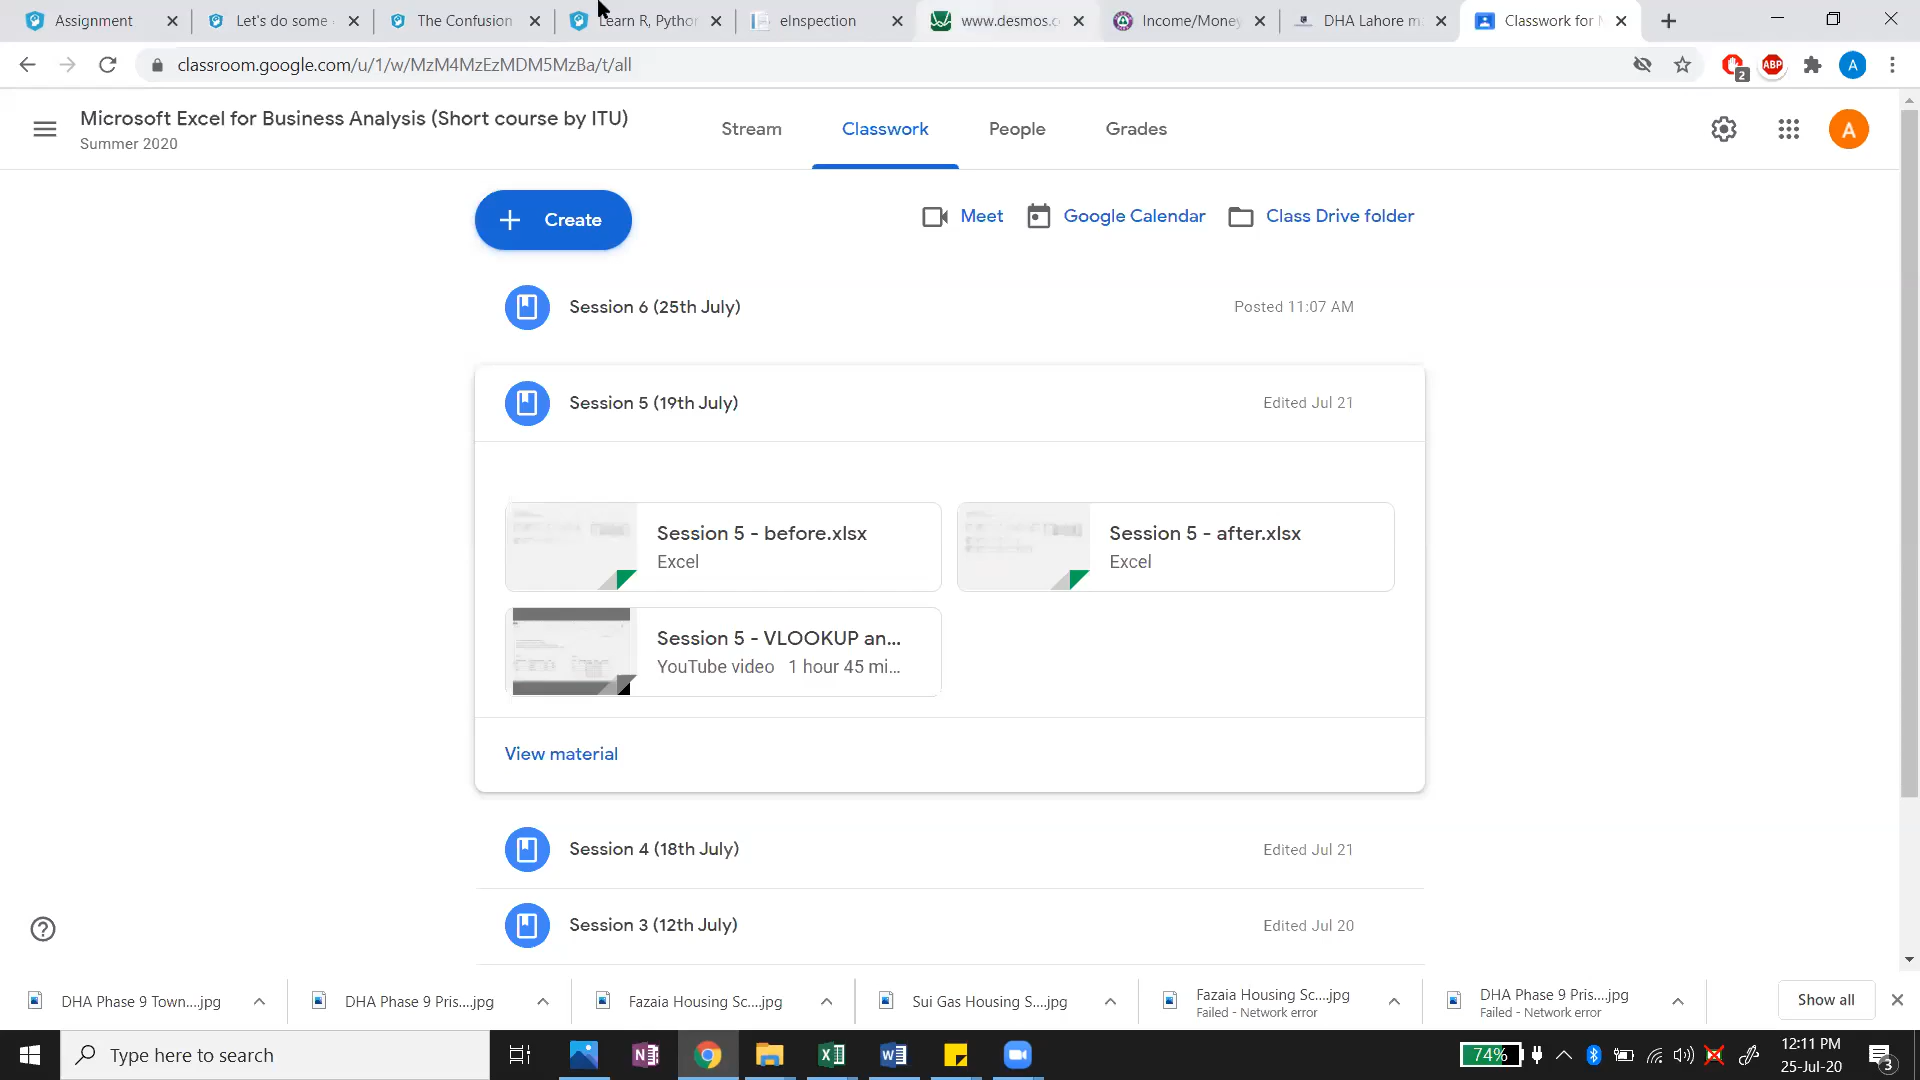 Assignment
Let's do some
The Confusion
Learn R, Pytho
eInspection
www.desmos.c
Income/Money
DHA Lahore m
Classwork for
classroom.google.com/u/1/w/MzM4MzEzMDM5MzBa/t/all
2
ABP
A
Microsoft Excel for Business Analysis (Short course by ITU)
Summer 2020
Stream
Classwork
People
Grades
A
Create
Meet
Google Calendar
Class Drive folder
Session 6 (25th July)
Posted 11:07 AM
Session 5 (19th July)
Edited Jul 21
Session 5 - before.xlsx
Excel
Session 5 - after.xlsx
Excel
Session 5 - VLOOKUP an...
YouTube video 1 hour 45 mi...
View material
Session 4 (18th July)
Edited Jul 21
Session 3 (12th July)
Edited Jul 20
DHA Phase 9 Town....jpg
DHA Phase 9 Pris....jpg
Fazaia Housing Sc....jpg
Sui Gas Housing S....jpg
Fazaia Housing Sc....jpg
Failed - Network error
DHA Phase 9 Pris....jpg
Failed - Network error
Show all
Type here to search
74%
12:11 PM
25-Jul-20
3